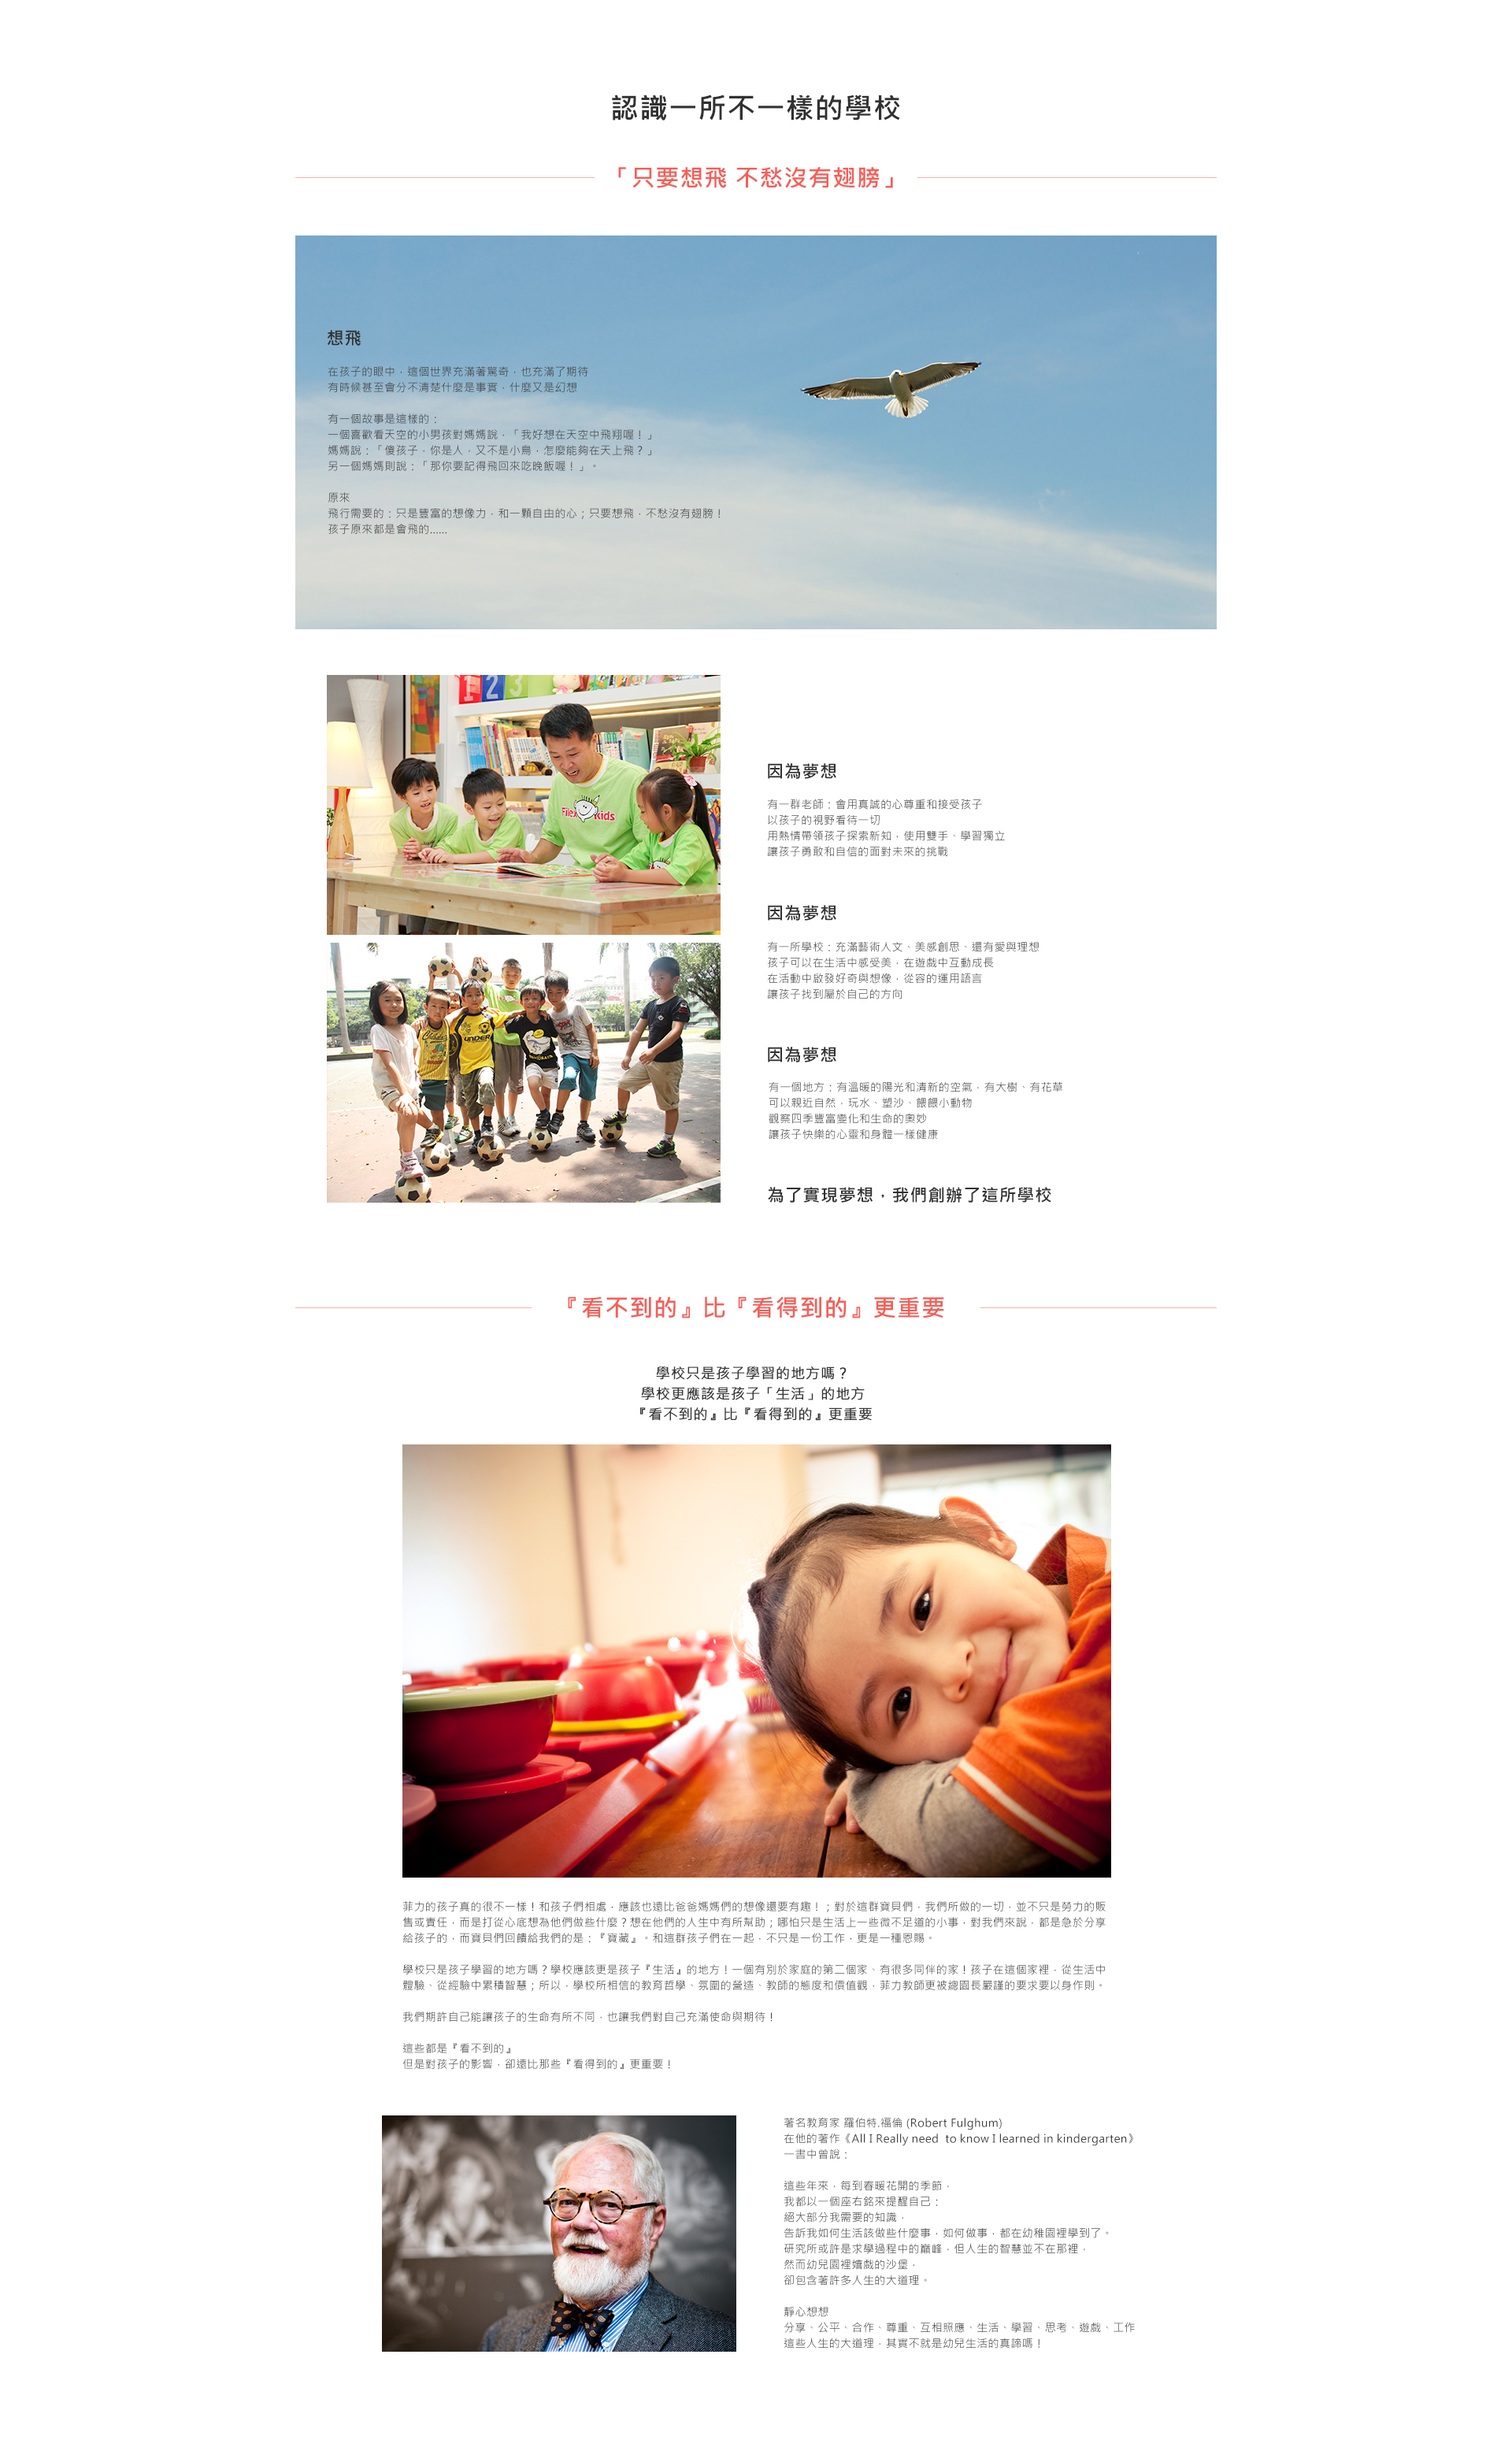 認識一所不一樣的學校
「只要想飛 不愁沒有翅膀」
想飛
在孩子的眼中，這個世界充滿著驚奇，也充滿了期待
有時候甚至會分不清楚什麼是事實，什麼又是幻想
有一個故事是這樣的：
一個喜歡看天空的小男孩對媽媽說，「我好想在天空中飛翔喔！」
媽媽說：「傻孩子，你是人，又不是小鳥，怎麼能夠在天上飛？」
另一個媽媽則說：「那你要記得飛回來吃晚飯喔！」。
原來
飛行需要的：只是豐富的想像力，和一顆自由的心；只要想飛，不愁沒有翅膀！
孩子原來都是會飛的......
1 2 3
Filex kids
因為夢想
有一群老師：會用真誠的心尊重和接受孩子
以孩子的視野看待一切
用熱情帶領孩子探索新知，使用雙手、學習獨立
讓孩子勇敢和自信的面對未來的挑戰
因為夢想
有一所學校：充滿藝術人文、美感創思、還有愛與理想
孩子可以在生活中感受美，在遊戲中互動成長
在活動中啟發好奇與想像，從容的運用語言
讓孩子找到屬於自己的方向
因為夢想
有一個地方：有溫暖的陽光和清新的空氣，有大樹、有花草
可以親近自然，玩水、塑沙、餵餵小動物
觀察四季豐富變化和生命的奧妙
讓孩子快樂的心靈和身體一樣健康
為了實現夢想，我們創辦了這所學校
『看不到的』比『看得到的』更重要
學校只是孩子學習的地方嗎？
學校更應該是孩子「生活」的地方
『看不到的』比『看得到的』更重要
菲力的孩子真的很不一樣！和孩子們相處，應該也遠比爸爸媽媽們的想像還要有趣！；對於這群寶貝們，我們所做的一切，並不只是勞力的販
售或責任，而是打從心底想為他們做些什麼？想在他們的人生中有所幫助；哪怕只是生活上一些微不足道的小事，對我們來說，都是急於分享
給孩子的，而寶貝們回饋給我們的是：『寶藏』。和這群孩子們在一起，不只是一份工作，更是一種恩賜。
學校只是孩子學習的地方嗎？學校應該更是孩子『生活』的地方！一個有別於家庭的第二個家、有很多同伴的家！孩子在這個家裡，從生活中
體驗、從經驗中累積智慧；所以，學校所相信的教育哲學、氛圍的營造、教師的態度和價值觀，菲力教師更被總園長嚴謹的要求要以身作則。
我們期許自己能讓孩子的生命有所不同，也讓我們對自己充滿使命與期待！
這些都是『看不到的』
但是對孩子的影響，卻遠比那些『看得到的』更重要！
著名教育家 羅伯特.福倫 (Robert Fulghum)
在他的著作《All I Really need  to know I learned in kindergarten》
一書中曾說：
這些年來，每到春暖花開的季節，
我都以一個座右銘來提醒自己：
絕大部分我需要的知識，
告訴我如何生活該做些什麼事，如何做事，都在幼稚園裡學到了。
研究所或許是求學過程中的巔峰，但人生的智慧並不在那裡，
然而幼兒園裡嬉戲的沙堡，
卻包含著許多人生的大道理。
靜心想想
分享、公平、合作、尊重、互相照應、生活、學習、思考、遊戲、工作
這些人生的大道理，其實不就是幼兒生活的真諦嗎！